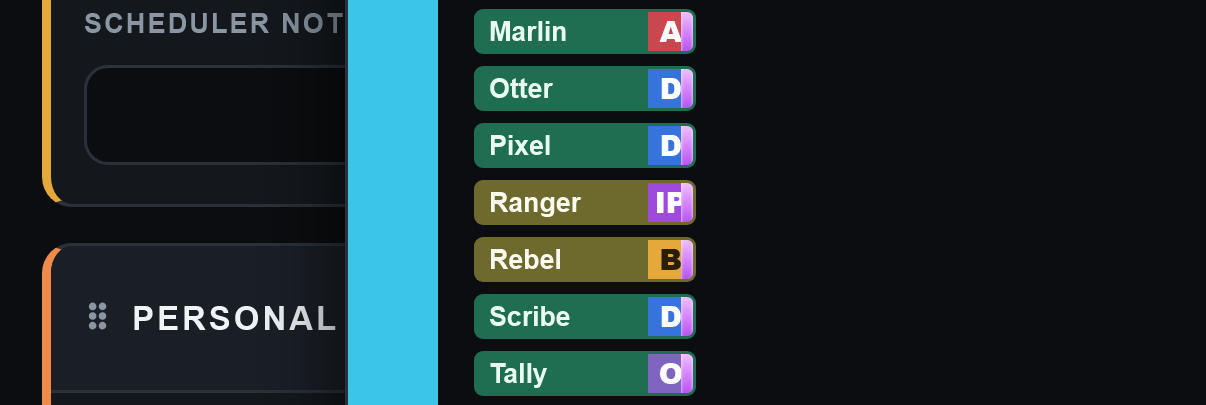 SCHEDULER NOT
PERSONAL
Marlin A
Otter D
Pixel D
Ranger IP
Rebel B
Scribe D
Tally O